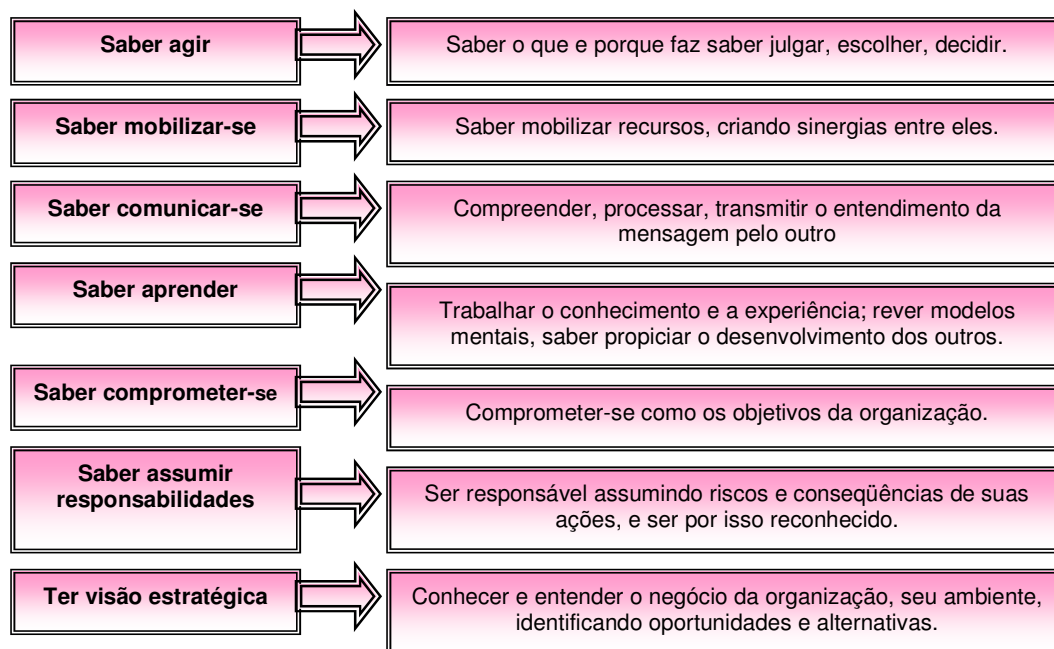 Saber agir
Saber o que e porque faz saber julgar, escolher, decidir.
Saber mobilizar-se
Saber mobilizar recursos, criando sinergias entre eles.
Saber comunicar-se
Compreender, processar, transmitir o entendimento da
mensagem pelo outro
Saber aprender
Trabalhar o conhecimento e a experiência; rever modelos
mentais, saber propiciar o desenvolvimento dos outros.
Saber comprometer-se
Comprometer-se como os objetivos da organização.
Saber assumir
responsabilidades
Ser responsável assumindo riscos e conseqüências de suas
ações, e ser por isso reconhecido.
Ter visão estratégica
Conhecer e entender o negócio da organização, seu ambiente,
identificando oportunidades e alternativas.